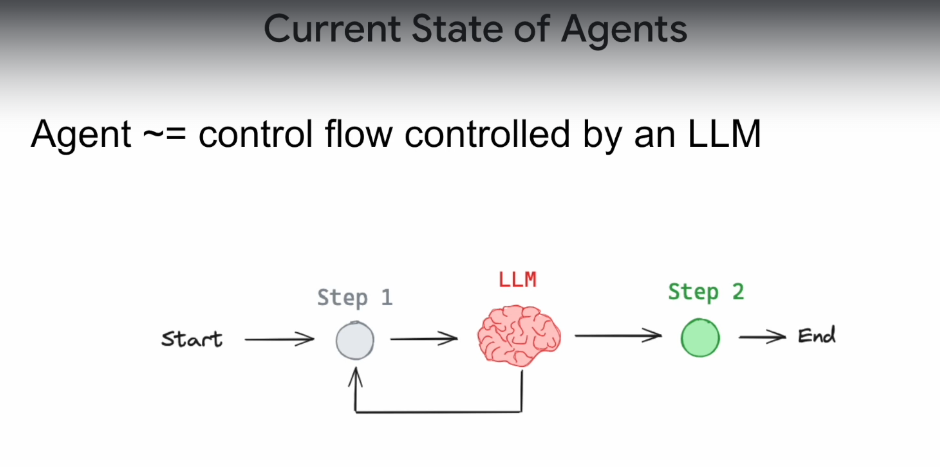 Current State of Agents
Agent ~= control flow controlled by an LLM
LLM
Step 1
Step 2
Start
End